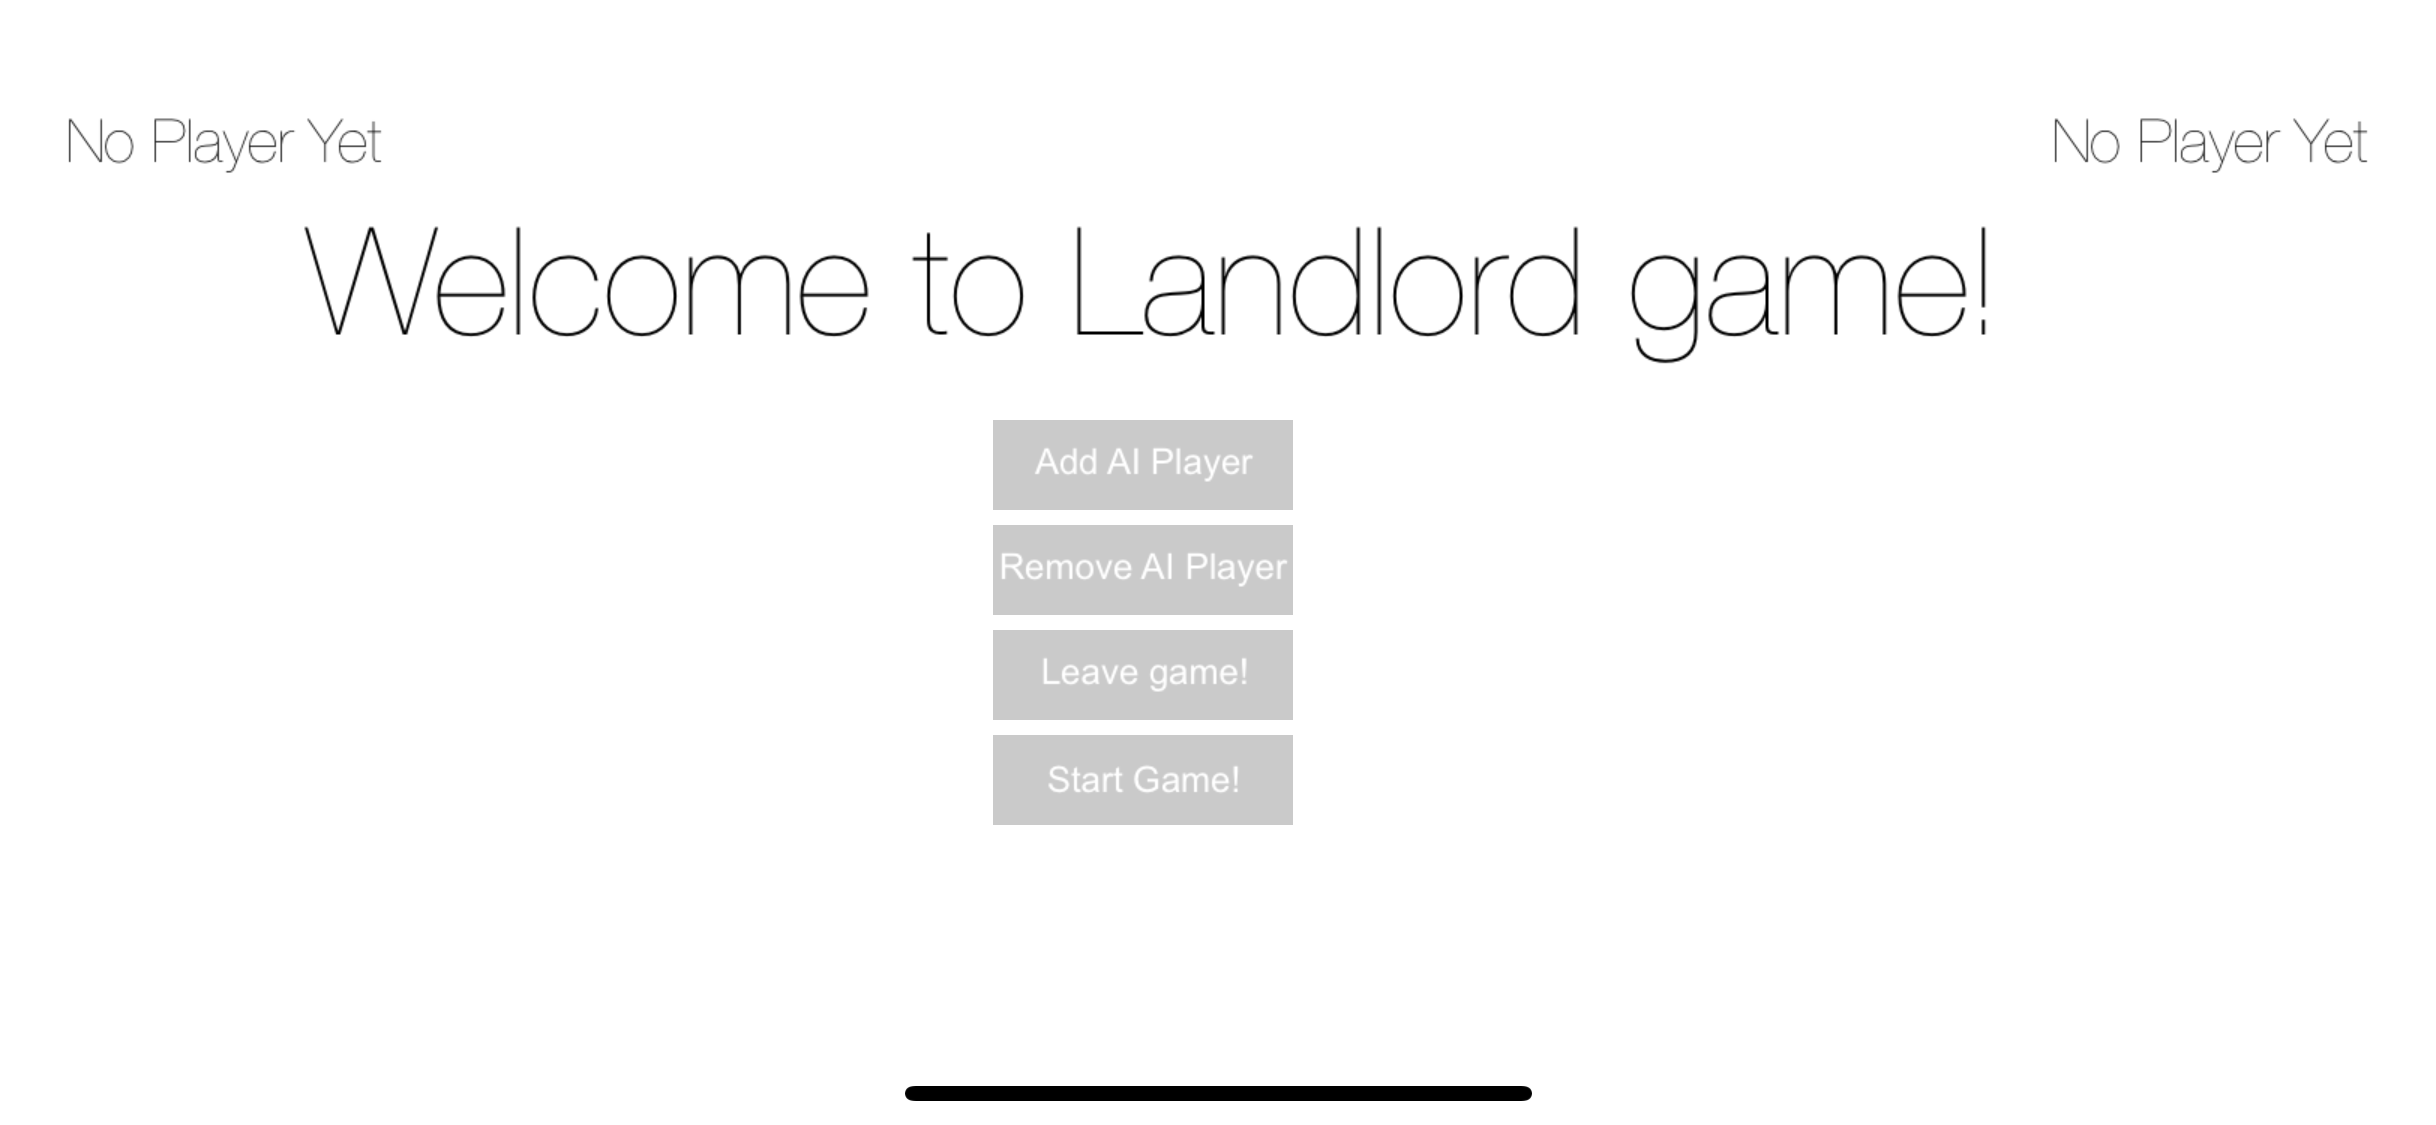 No Player Yet
No Player Yet
Welcome to Landlord game!
Add AI Player
Remove AI Player
Leave game!
Start Game!